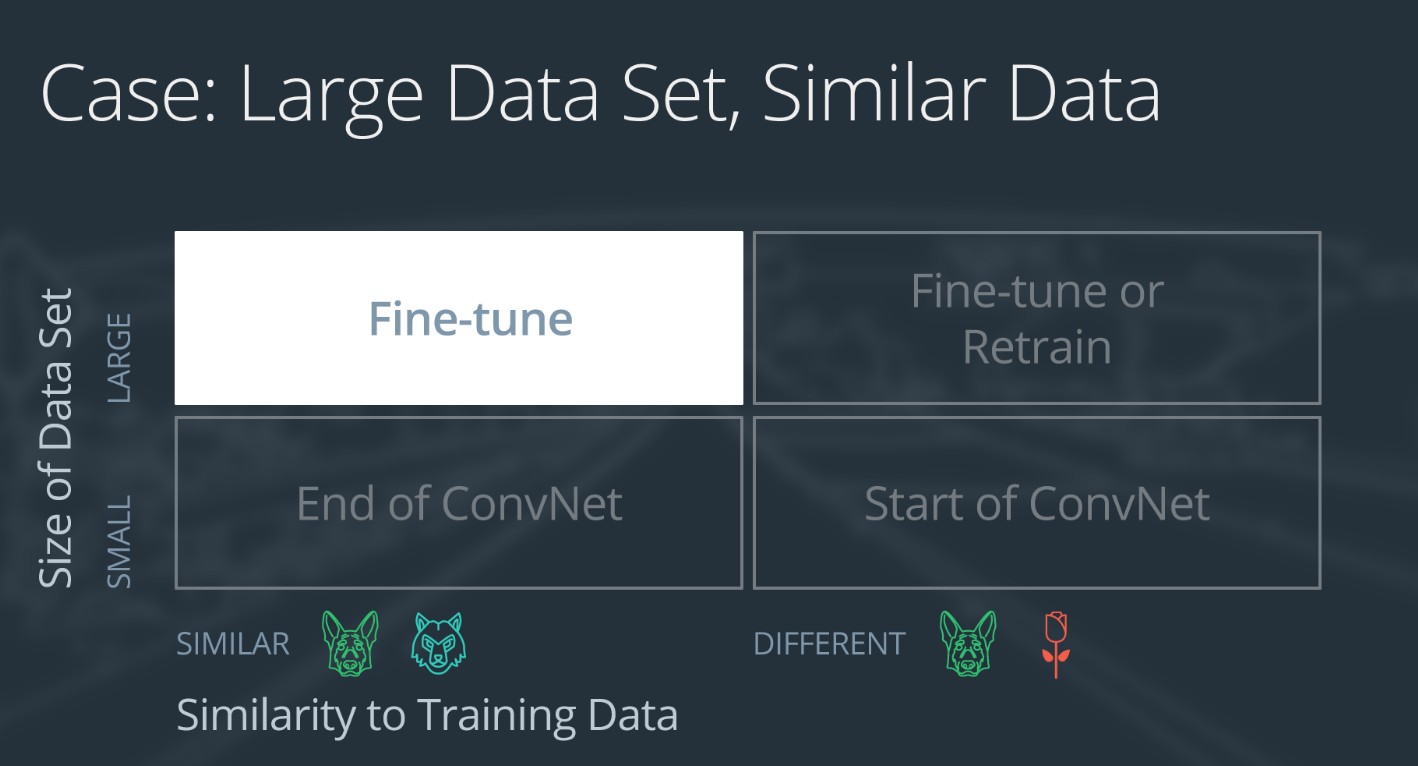 Case: Large Data Set, Similar Data
Size of Data Set
LARGE
Fine-tune
Fine-tune or
Retrain
SMALL
End of ConvNet
Start of ConvNet
SIMILAR
DIFFERENT
Similarity to Training Data